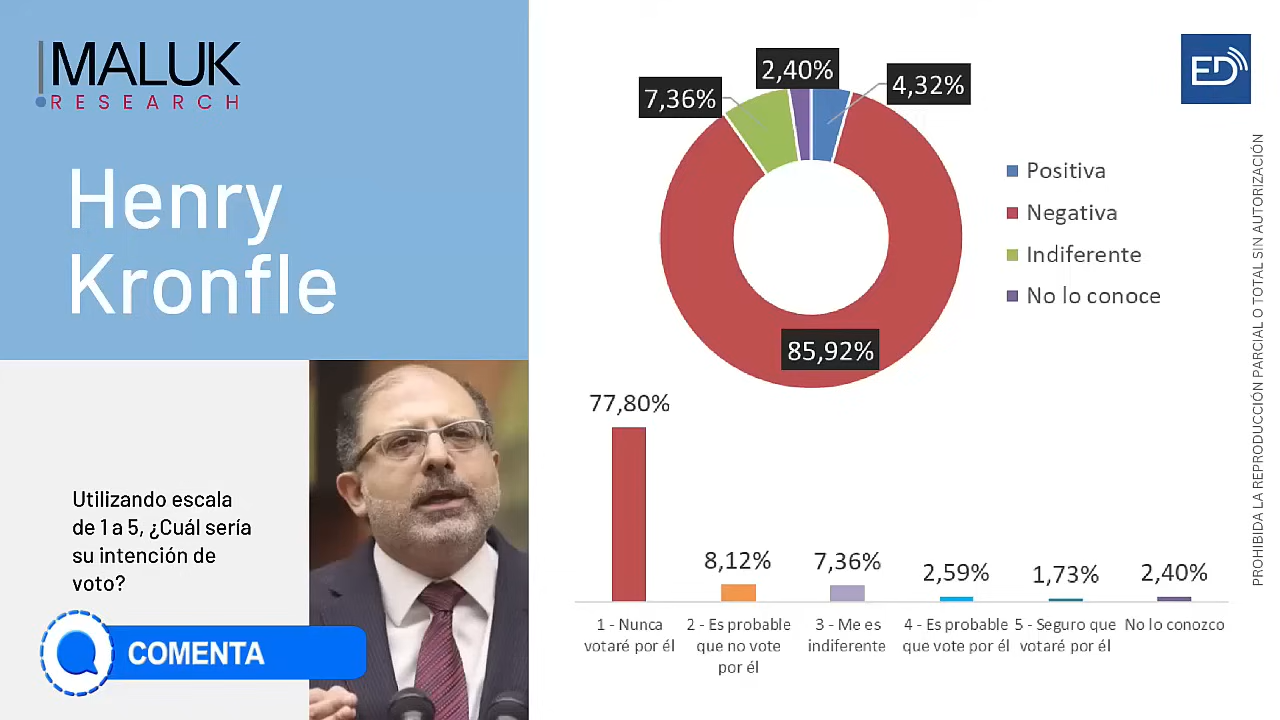 MALUK
RESEARCH
Henry
Kronfle
Utilizando escala
de 1 a 5, ¿Cuál sería
su intención de
voto?
COMENTA
2,40%
7,36%
4,32%
85,92%
Positiva
Negativa
Indiferente
No lo conoce
ED
PROHIBIDA LA REPRODUCCIÓN PARCIAL O TOTAL SIN AUTORIZACIÓN
77,80%
8,12%
7,36%
2,59%
1,73%
2,40%
1 - Nunca
votaré por él
2 - Es probable
que no vote
por él
3 - Me es
indiferente
4 - Es probable
que vote por él
5 - Seguro que
votaré por él
No lo conozco